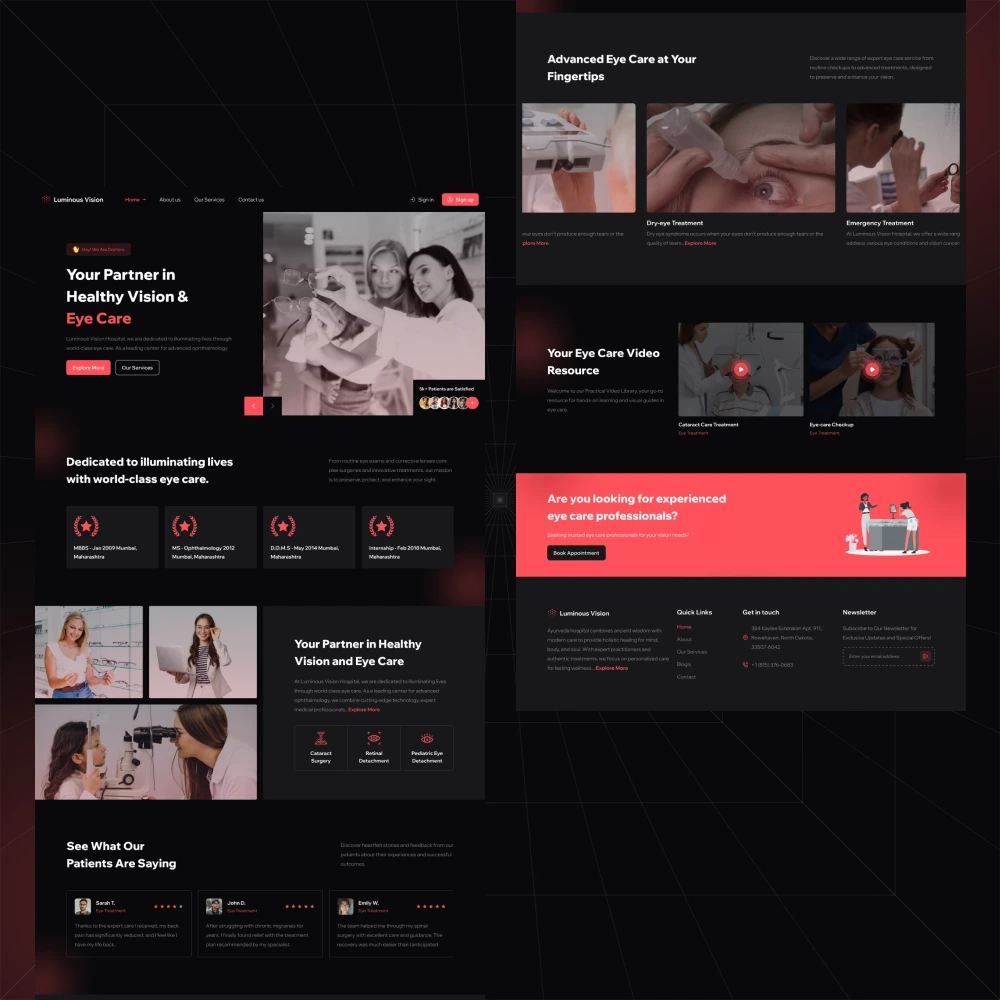 Luminous Vision
Home
About us
Our Services
Contact us
Sign in
Sign up
Hey! We Are Doctors
Your Partner in
Healthy Vision &
Eye Care
Luminous Vision Hospital, we are dedicated to illuminating lives through
world-class eye care. As a leading center for advanced ophthalmology
Explore More
Our Services
5k+ Patients are Satisfied
Dedicated to illuminating lives
with world-class eye care.
From routine eye exams and corrective lenses com-
plex surgeries and innovative treatments, our mission
is to preserve, protect, and enhance your sight
MBBS - Jan 2009 Mumbai,
Maharashtra
MS - Ophthalmology 2012
Mumbai, Maharashtra
D.O.M.S - May 2014 Mumbai,
Maharashtra
Internship - Feb 2018 Mumbai,
Maharashtra
Your Partner in Healthy
Vision and Eye Care
At Luminous Vision Hospital, we are dedicated to illuminating lives
through world-class eye care. As a leading center for advanced
ophthalmology, we combine cutting-edge technology, expert
medical professionals, Explore More
Cataract
Surgery
Retinal
Detachment
Pediatric Eye
Detachment
See What Our
Patients Are Saying
Discover heartfelt stories and feedback from our
patients about their experiences and successful
outcomes.
Sarah T.
Eye Treatment
Thanks to the expert care I received, my back
pain has significantly reduced, and I feel like I
have my life back.
John D.
Eye Treatment
After struggling with chronic migraines for
years, I finally found relief with the treatment
plan recommended by my specialist.
Emily W.
Eye Treatment
The team helped me through my spinal
surgery with excellent care and guidance. The
recovery was much easier than I anticipated
Advanced Eye Care at Your
Fingertips
Discover a wide range of expert eye care service from
routine checkups to advanced treatments, designed
to preserve and enhance your vision.
your eyes don't produce enough tears or the
plore More
Dry-eye Treatment
Dry eye syndrome occurs when your eyes don't produce enough tears or the
quality of tears.. Explore More
Emergency Treatment
At Luminous Vision Hospital, we offer a wide rang
address various eye conditions and vision concer
Your Eye Care Video
Resource
Welcome to our Practical Video Library, your go-to
resource for hands-on learning and visual guides in
eye care.
Cataract Care Treatment
Eye Treatment
Eye-care Checkup
Eye Treatment
Are you looking for experienced
eye care professionals?
Seeking trusted eye care professionals for your vision needs?
Book Appointment
Luminous Vision
Ayurveda hospital combines ancient wisdom with
modern care to provide holistic healing for mind,
body, and soul. With expert practitioners and
authentic treatments, we focus on personalized care
for lasting wellness... Explore More
Quick Links
Home
About
Our Services
Blogs
Contact
Get in touch
384 Kaylee Extension Apt. 911,
Rowehaven, North Dakota,
33507-6042
+1 (815) 376-0683
Newsletter
Subscribe to Our Newsletter for
Exclusive Updates and Special Offers!
Enter your email address